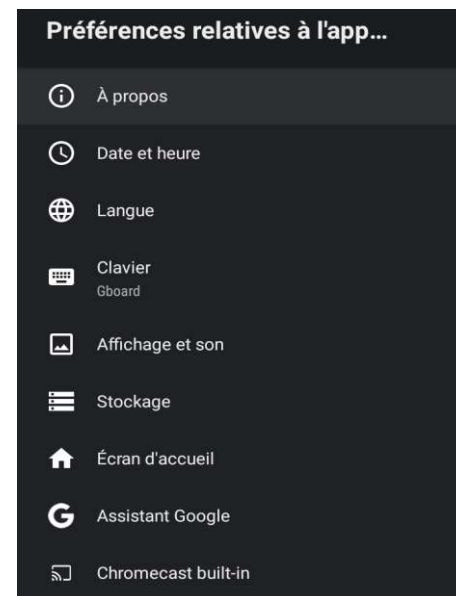 Préférences relatives à l'app...
À propos
Date et heure
Langue
Clavier
Gboard
Affichage et son
Stockage
Écran d'accueil
Assistant Google
Chromecast built-in